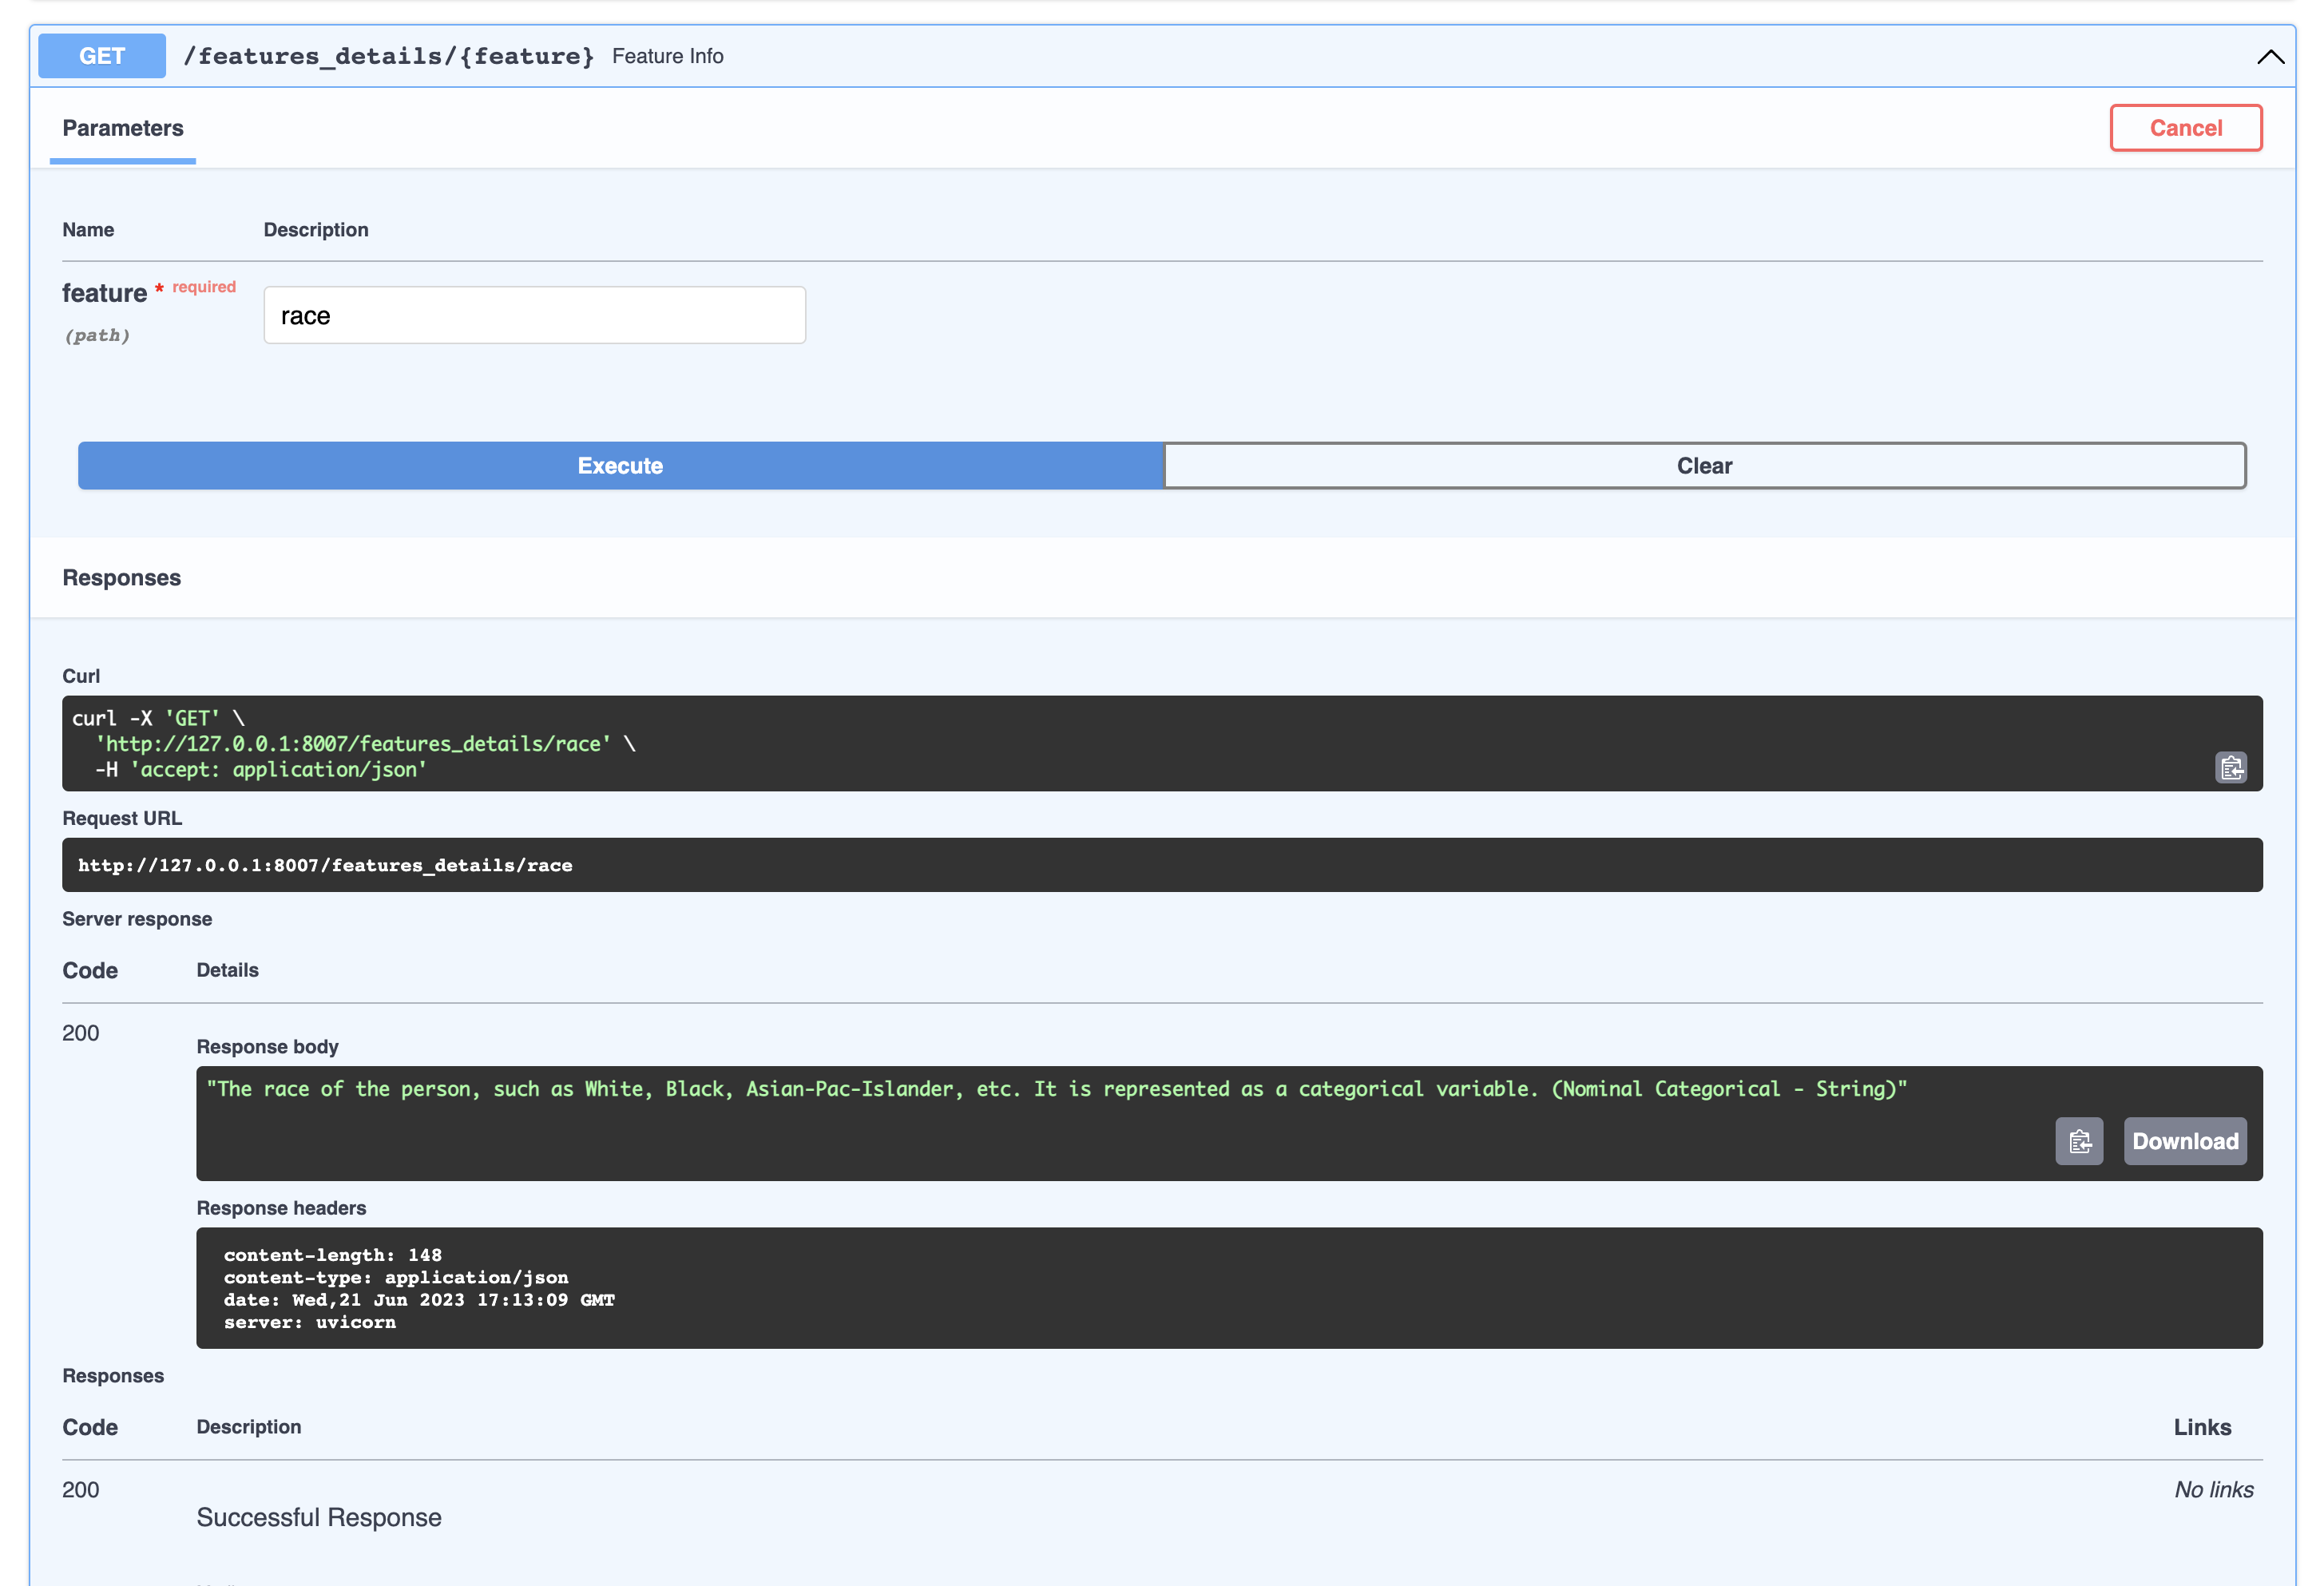 GET /features_details/{feature} Feature Info
Parameters
Cancel
Name Description
feature * required
(path)
race
Execute
Clear
Responses
Curl
curl -X 'GET' \
'http://127.0.0.1:8007/features_details/race' \
-H 'accept: application/json'
Request URL
http://127.0.0.1:8007/features_details/race
Server response
Code Details
200
Response body
"The race of the person, such as White, Black, Asian-Pac-Islander, etc. It is represented as a categorical variable. (Nominal Categorical - String)"
Download
Response headers
content-length: 148
content-type: application/json
date: Wed,21 Jun 2023 17:13:09 GMT
server: uvicorn
Responses
Code Description Links
200 No links
Successful Response